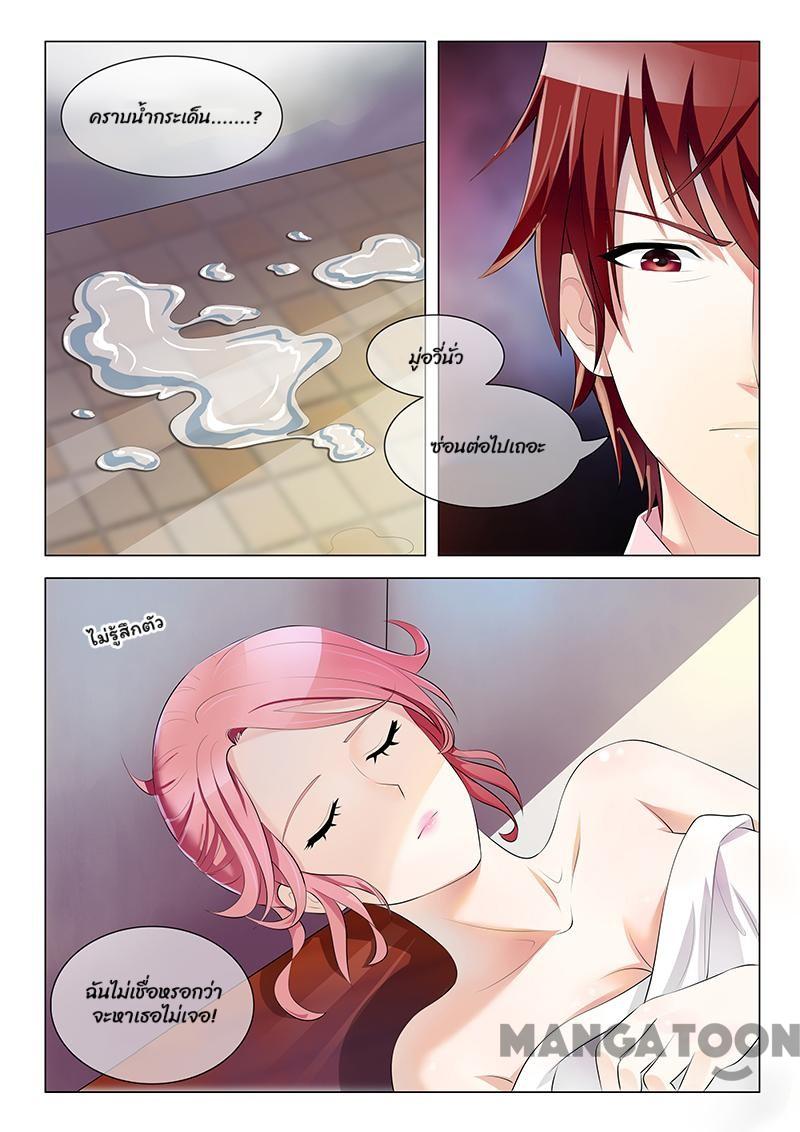 คราบน้ำกระเด็น.......?
มู่อวี่นั่ว
ซ่อนต่อไปเถอะ
ไม่รู้สึกตัว
ฉันไม่เชื่อหรอกว่า
จะหาเธอไม่เจอ!
MANGATOON